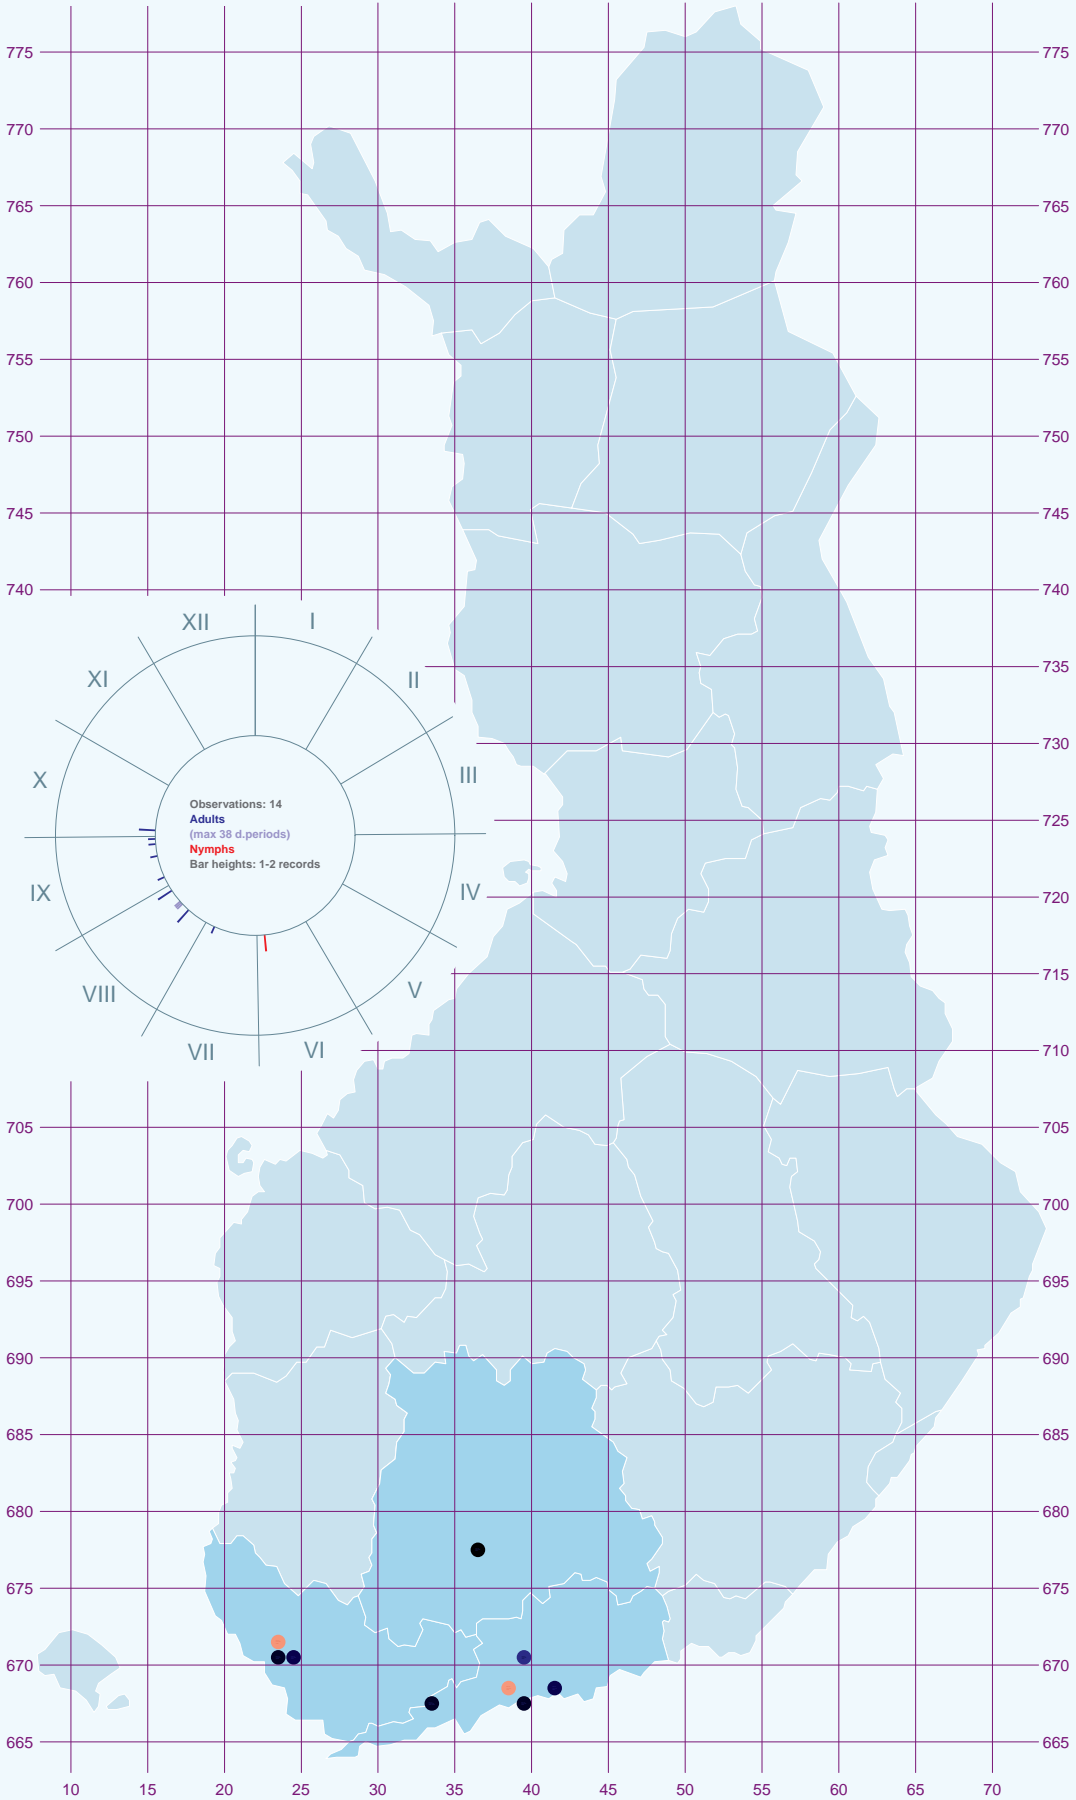 775 775
770 770
765 765
760 760
755 755
750 750
745 745
740 740
XII I
XI II
735
730
X III
Observations: 14
Adults
(max 38 d.periods)
Nymphs
Bar heights: 1-2 records
725
IX IV
720
VIII V
715
VII VI
710
705 705
700 700
695 695
690 690
685 685
680 680
675 675
670 670
665 665
10 15 20 25 30 35 40 45 50 55 60 65 70